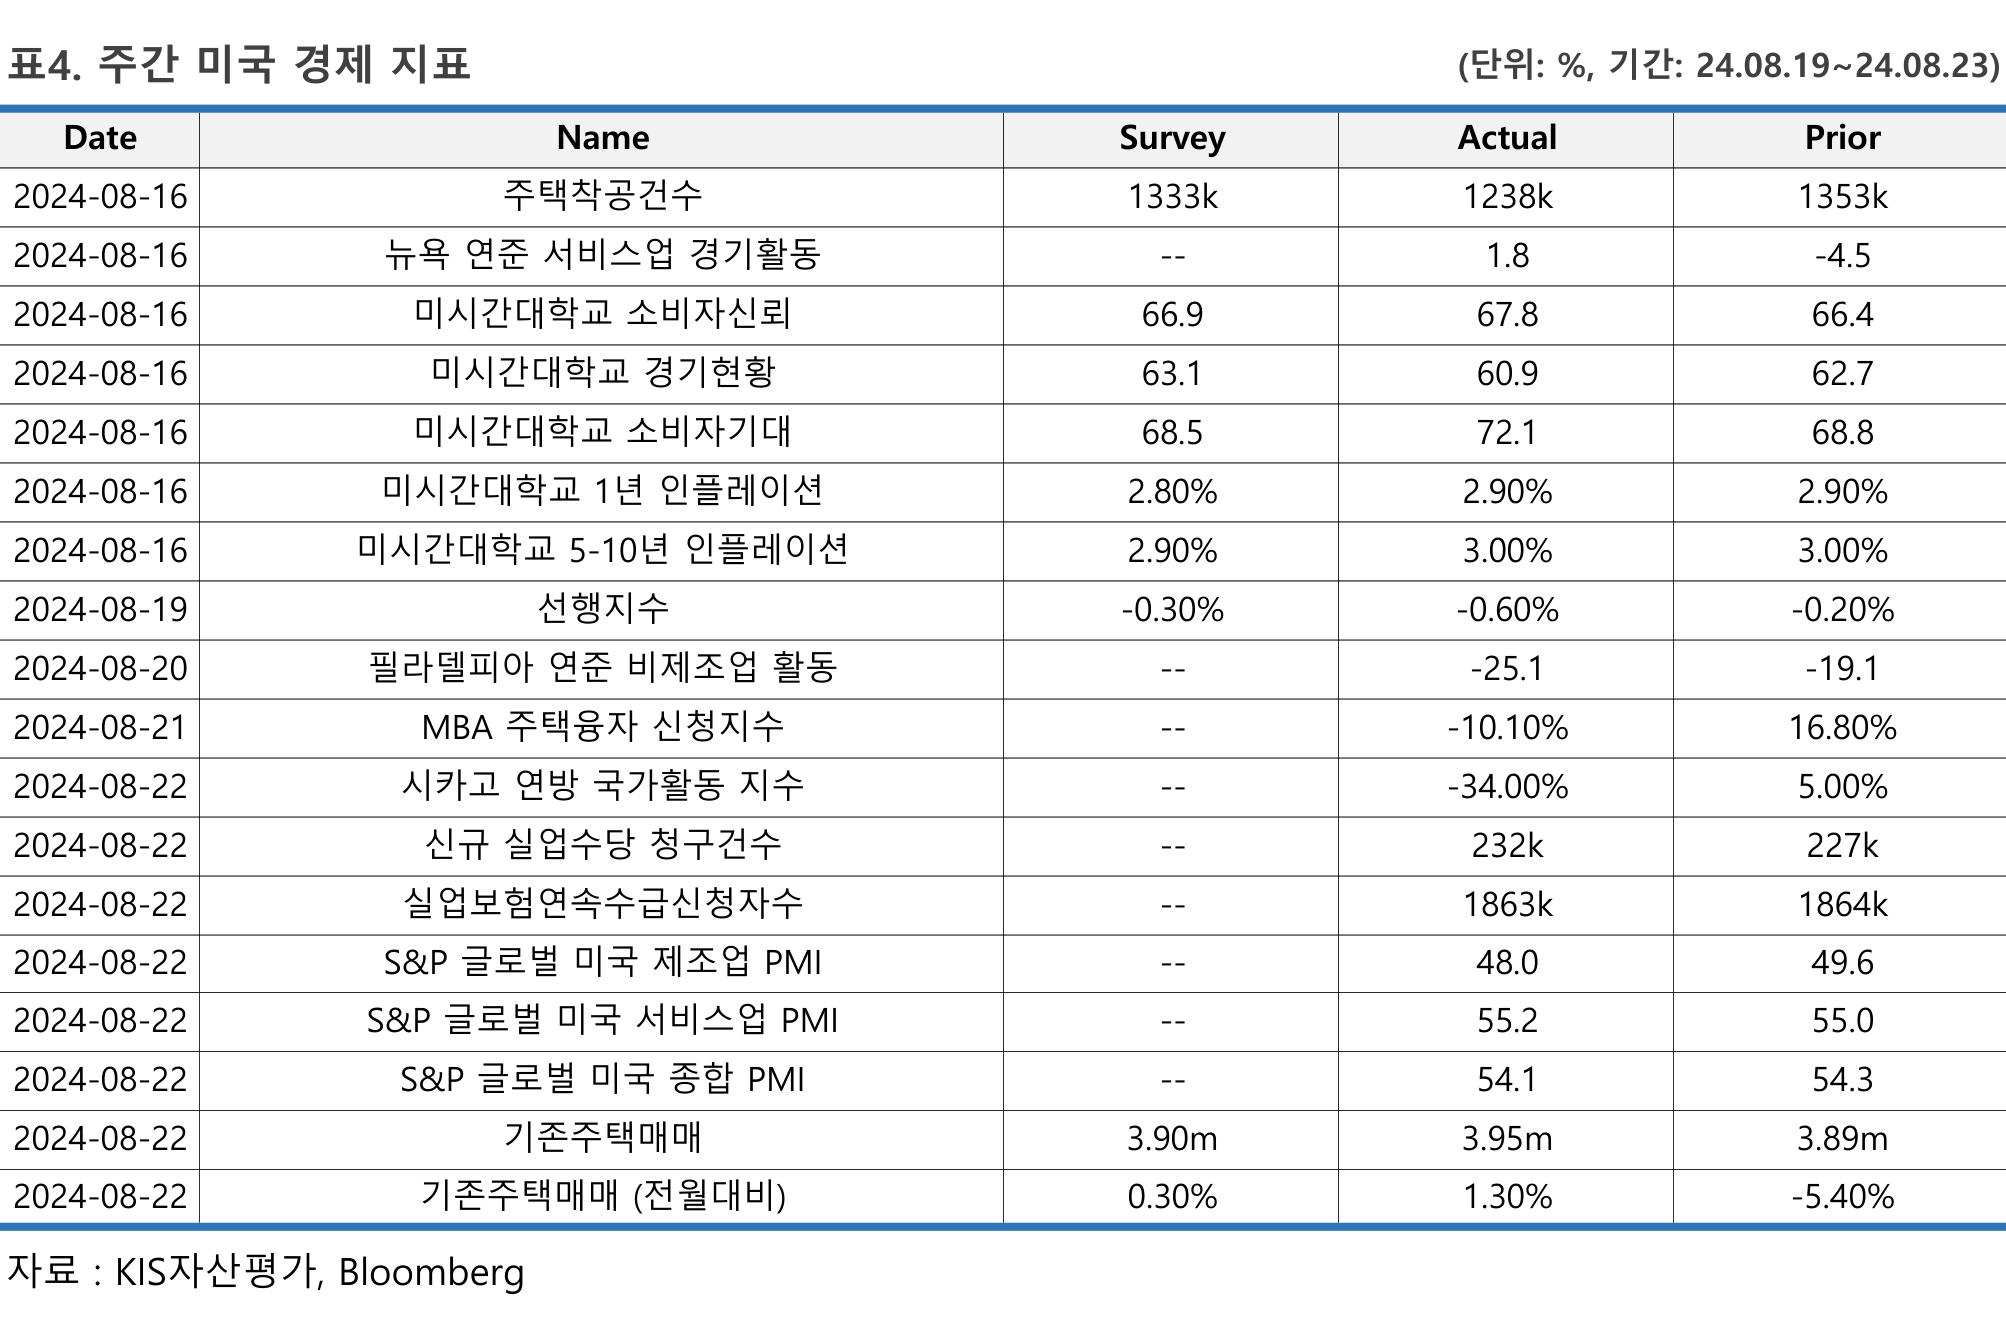 표4. 주간 미국 경제 지표 (단위: %, 기간: 24.08.19~24.08.23)
Date Name Survey Actual Prior
2024-08-16 주택착공건수 1333k 1238k 1353k
2024-08-16 뉴욕 연준 서비스업 경기활동 -- 1.8 -4.5
2024-08-16 미시간대학교 소비자신뢰 66.9 67.8 66.4
2024-08-16 미시간대학교 경기현황 63.1 60.9 62.7
2024-08-16 미시간대학교 소비자기대 68.5 72.1 68.8
2024-08-16 미시간대학교 1년 인플레이션 2.80% 2.90% 2.90%
2024-08-16 미시간대학교 5-10년 인플레이션 2.90% 3.00% 3.00%
2024-08-19 선행지수 -0.30% -0.60% -0.20%
2024-08-20 필라델피아 연준 비제조업 활동 -- -25.1 -19.1
2024-08-21 MBA 주택융자 신청지수 -- -10.10% 16.80%
2024-08-22 시카고 연방 국가활동 지수 -- -34.00% 5.00%
2024-08-22 신규 실업수당 청구건수 -- 232k 227k
2024-08-22 실업보험연속수급신청자수 -- 1863k 1864k
2024-08-22 S&P 글로벌 미국 제조업 PMI -- 48.0 49.6
2024-08-22 S&P 글로벌 미국 서비스업 PMI -- 55.2 55.0
2024-08-22 S&P 글로벌 미국 종합 PMI -- 54.1 54.3
2024-08-22 기존주택매매 3.90m 3.95m 3.89m
2024-08-22 기존주택매매 (전월대비) 0.30% 1.30% -5.40%
자료 : KIS자산평가, Bloomberg